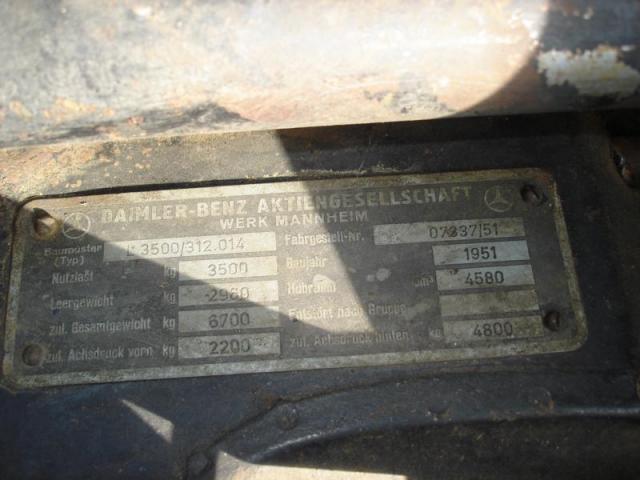 DAIMLER-BENZ AKTIENGESELLSCHAFT
WERK MANNHEIM
Baumuster (Typ) L 3500/312.014 Fahrgestell-Nr. 07337/51
Nutzlast kg 3500 Baujahr 1951
Leergewicht kg 2960 Hubraum cm³ 4580
zul. Gesamtgewicht kg 6700 nach Gruppe
zul. Achsdruck vorn kg 2200 zul. Achsdruck hinten kg 4800